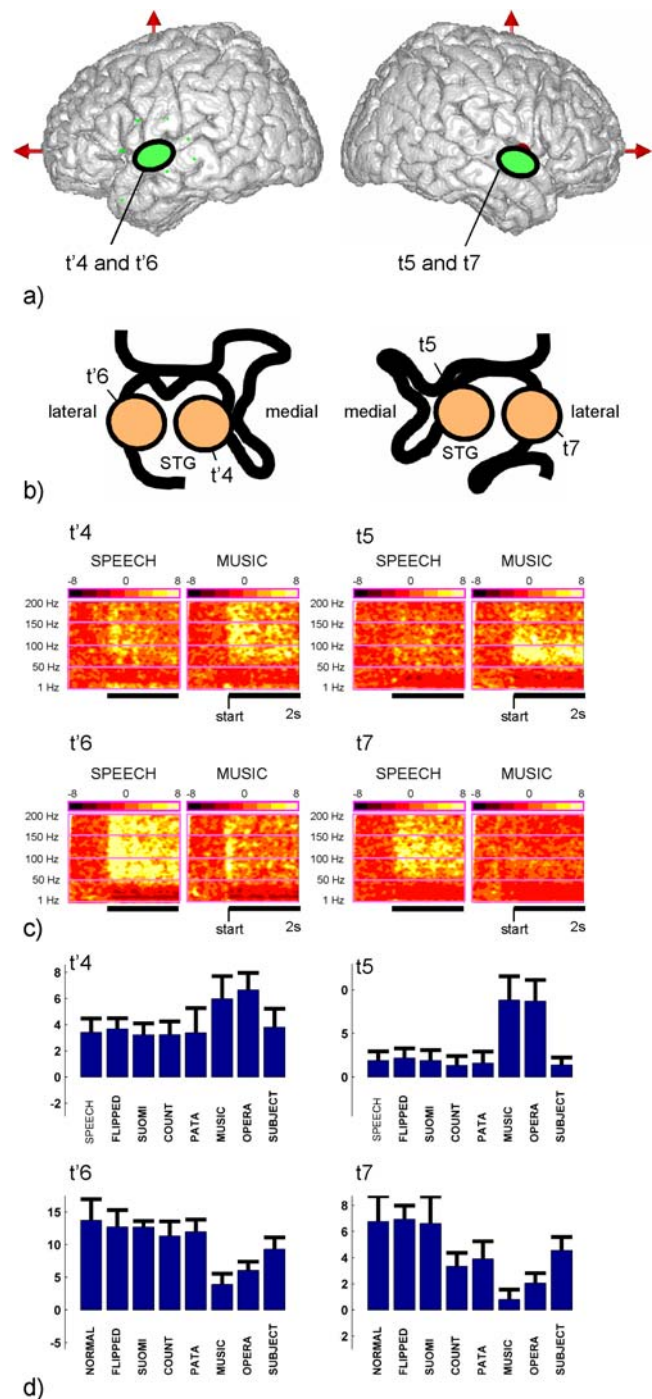 t'4 and t'6 t5 and t7
a)
t'6 t5
lateral medial medial lateral
STG t'4 STG t7
b)
t'4 t5
SPEECH MUSIC SPEECH MUSIC
-8 0 8 -8 0 8 -8 0 8 -8 0 8
200 Hz 200 Hz
150 Hz 150 Hz
100 Hz 100 Hz
50 Hz 50 Hz
1 Hz 1 Hz
start 2s start 2s
t'6 t7
SPEECH MUSIC SPEECH MUSIC
-8 0 8 -8 0 8 -8 0 8 -8 0 8
200 Hz 200 Hz
150 Hz 150 Hz
100 Hz 100 Hz
50 Hz 50 Hz
1 Hz 1 Hz
start 2s start 2s
c)
t'4 t5
8 0
6
4 5
2
0 0
-2
SPEECH FLIPPED SUOMI COUNT PATA MUSIC OPERA SUBJECT SPEECH FLIPPED SUOMI COUNT PATA MUSIC OPERA SUBJECT
t'6 t7
15 8
10 6
5 4
0 2
-5 0
2
NORMAL FLIPPED SUOMI COUNT PATA MUSIC OPERA SUBJECT NORMAL FLIPPED SUOMI COUNT PATA MUSIC OPERA SUBJECT
d)